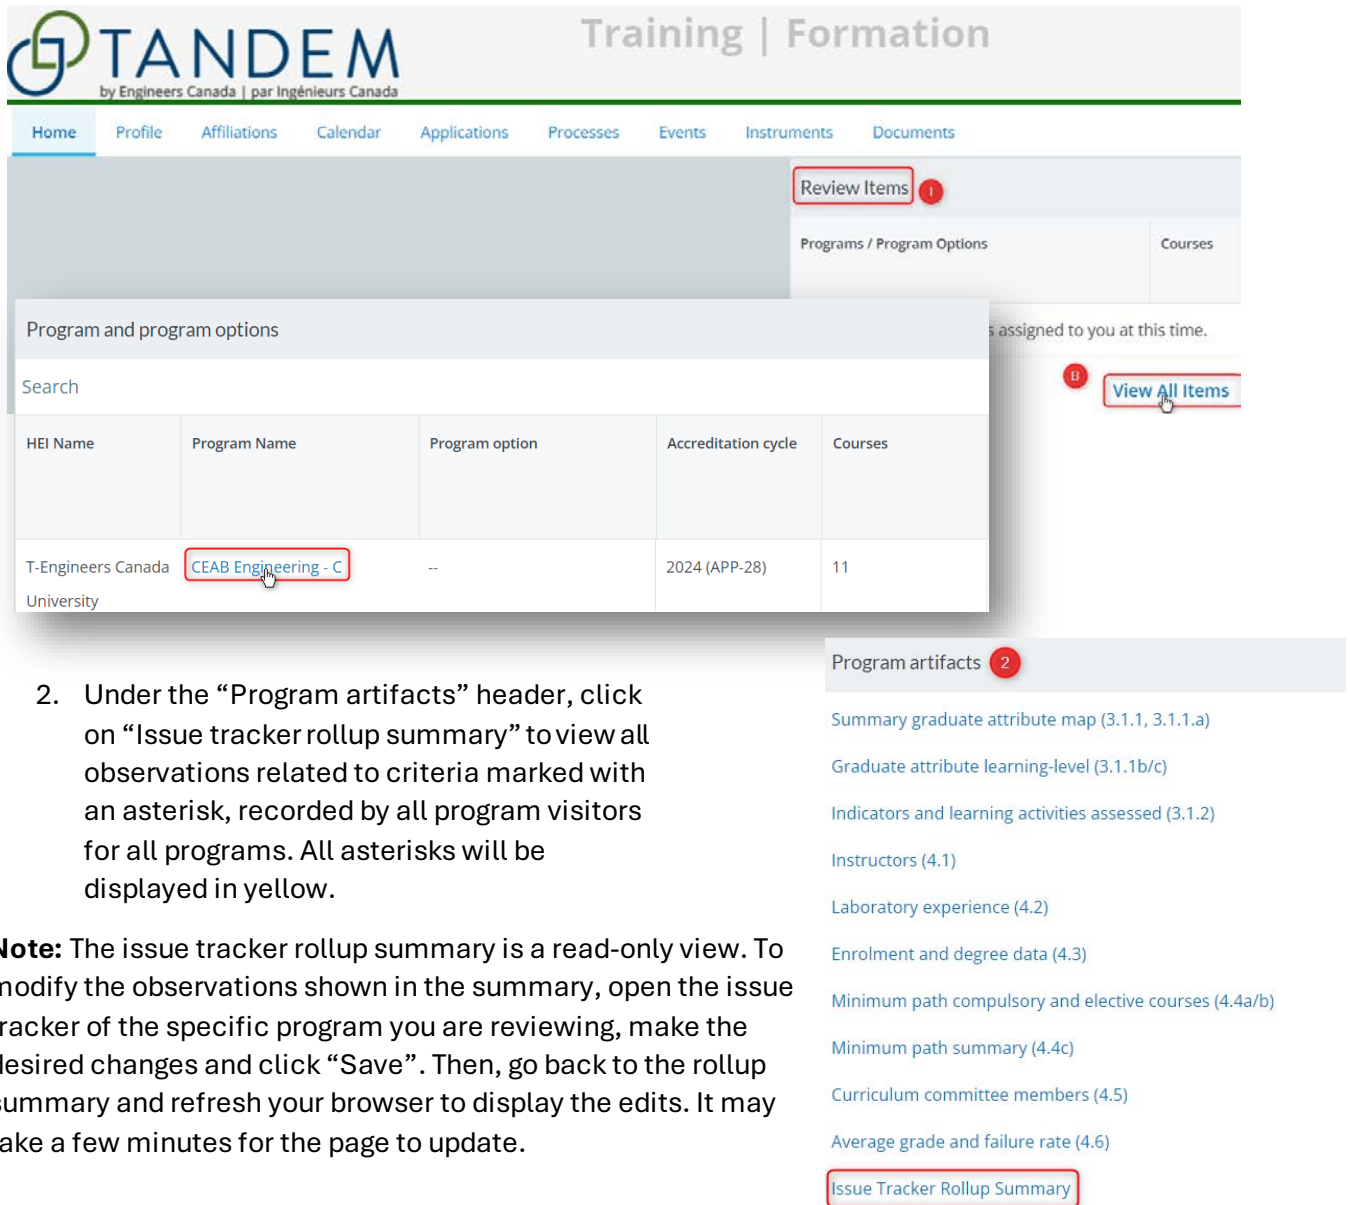 TANDEM
by Engineers Canada | par Ingénieurs Canada
Training | Formation
Home Profile Affiliations Calendar Applications Processes Events Instruments Documents
Review Items 1
Programs / Program Options Courses
s assigned to you at this time.
B View All Items
Program and program options
Search
HEI Name Program Name Program option Accreditation cycle Courses
T-Engineers Canada University CEAB Engineering - C -- 2024 (APP-28) 11
2. Under the “Program artifacts” header, click
on “Issue tracker rollup summary” to view all
observations related to criteria marked with
an asterisk, recorded by all program visitors
for all programs. All asterisks will be
displayed in yellow.
Note: The issue tracker rollup summary is a read-only view. To
modify the observations shown in the summary, open the issue
tracker of the specific program you are reviewing, make the
desired changes and click “Save”. Then, go back to the rollup
summary and refresh your browser to display the edits. It may
take a few minutes for the page to update.
Program artifacts 2
Summary graduate attribute map (3.1.1, 3.1.1.a)
Graduate attribute learning-level (3.1.1b/c)
Indicators and learning activities assessed (3.1.2)
Instructors (4.1)
Laboratory experience (4.2)
Enrolment and degree data (4.3)
Minimum path compulsory and elective courses (4.4a/b)
Minimum path summary (4.4c)
Curriculum committee members (4.5)
Average grade and failure rate (4.6)
Issue Tracker Rollup Summary